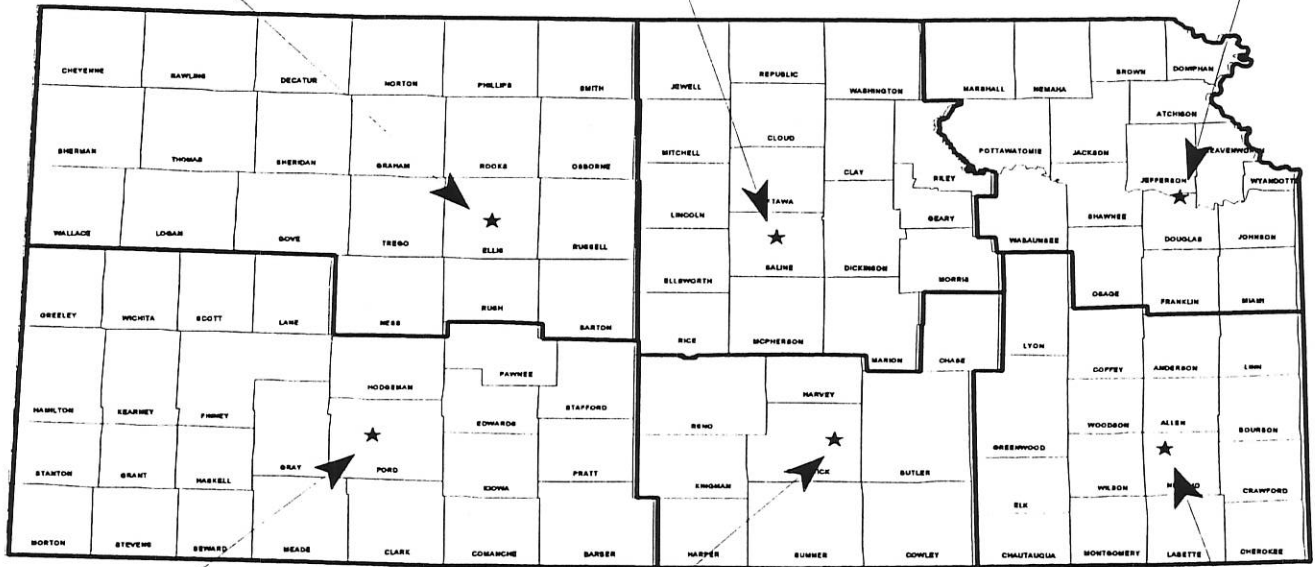 CHEYENNE RAWLINS DECATUR NORTON PHILLIPS SMITH JEWELL REPUBLIC WASHINGTON MARSHALL NEMAHA BROWN DONIPHAN
ATCHISON
SHERMAN THOMAS SHERIDAN GRAHAM ROOKS OSBORNE MITCHELL CLOUD CLAY RILEY POTTAWATOMIE JACKSON JEFFERSON EAVENWORTH WYANDOTTE
WALLACE LOGAN GOVE TREGO ELLIS RUSSELL LINCOLN TAWA GEARY WABAUNSEE SHAWNEE DOUGLAS JOHNSON
ELLSWORTH SALINE DICKINSON MORRIS OSAGE FRANKLIN MIAMI
GREELEY WICHITA SCOTT LANE NESS RUSH BARTON RICE MCPHERSON MARION CHASE LYON
HODGEMAN PAWNEE STAFFORD HARVEY COFFEY ANDERSON LINN
HAMILTON KEARNEY FINNEY EDWARDS RENO WOODSON ALLEN BOURBON
STANTON GRANT HASKELL GRAY FORD KIOWA PRATT KINGMAN ICK BUTLER GREENWOOD WILSON CRAWFORD
ELK
MORTON STEVENS SEWARD MEADE CLARK COMANCHE BARBER HARPER SUMNER COWLEY CHAUTAUQUA MONTGOMERY LABETTE CHEROKEE